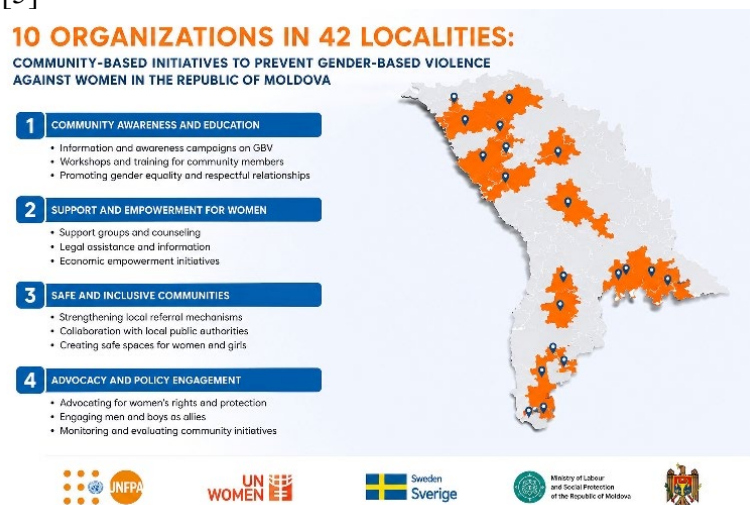 [5]
10 ORGANIZATIONS IN 42 LOCALITIES:
COMMUNITY-BASED INITIATIVES TO PREVENT GENDER-BASED VIOLENCE
AGAINST WOMEN IN THE REPUBLIC OF MOLDOVA
1 COMMUNITY AWARENESS AND EDUCATION
• Information and awareness campaigns on GBV
• Workshops and training for community members
• Promoting gender equality and respectful relationships
2 SUPPORT AND EMPOWERMENT FOR WOMEN
• Support groups and counseling
• Legal assistance and information
• Economic empowerment initiatives
3 SAFE AND INCLUSIVE COMMUNITIES
• Strengthening local referral mechanisms
• Collaboration with local public authorities
• Creating safe spaces for women and girls
4 ADVOCACY AND POLICY ENGAGEMENT
• Advocating for women's rights and protection
• Engaging men and boys as allies
• Monitoring and evaluating community initiatives
UNFPA
UN
WOMEN
Sweden
Sverige
Ministry of Labour
and Social Protection
of the Republic of Moldova